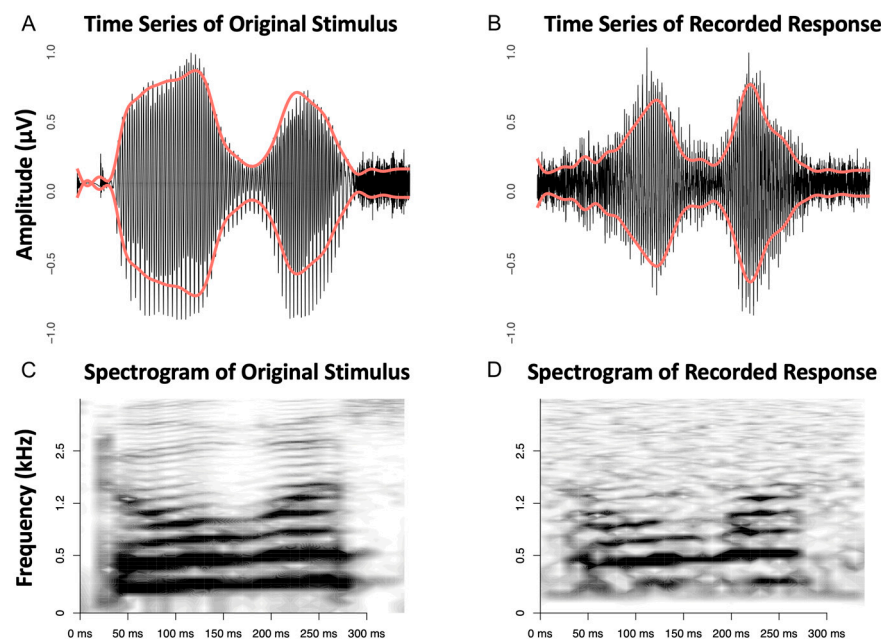 A Time Series of Original Stimulus
B Time Series of Recorded Response
Amplitude (μV)
1.0
0.5
0.0
−0.5
−1.0
1.0
0.5
0.0
−0.5
−1.0
C Spectrogram of Original Stimulus
D Spectrogram of Recorded Response
Frequency (kHz)
2.5
1.2
0.5
0
2.5
1.2
0.5
0
0 ms 50 ms 100 ms 150 ms 200 ms 250 ms 300 ms
0 ms 50 ms 100 ms 150 ms 200 ms 250 ms 300 ms